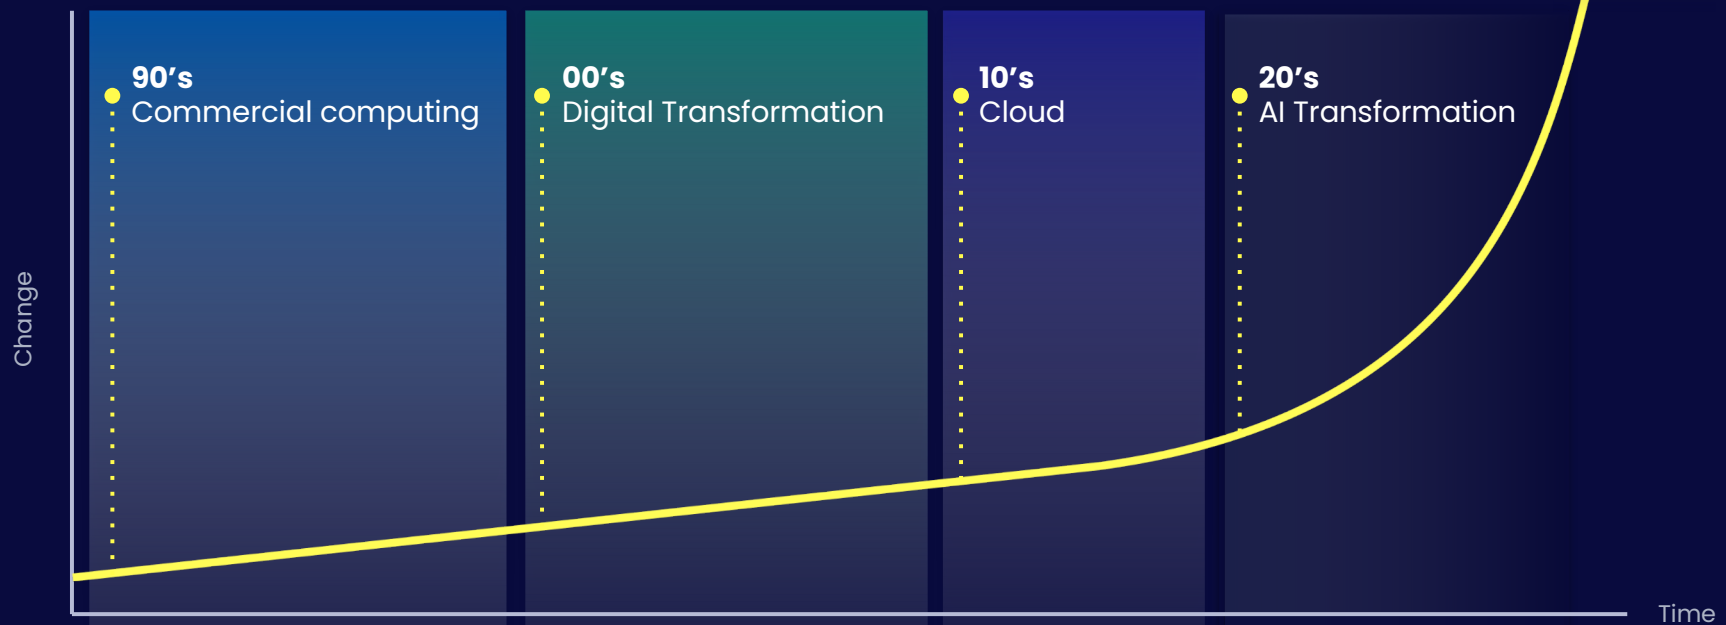 90’s
Commercial computing
00’s
Digital Transformation
10’s
Cloud
20’s
AI Transformation
Change
Time